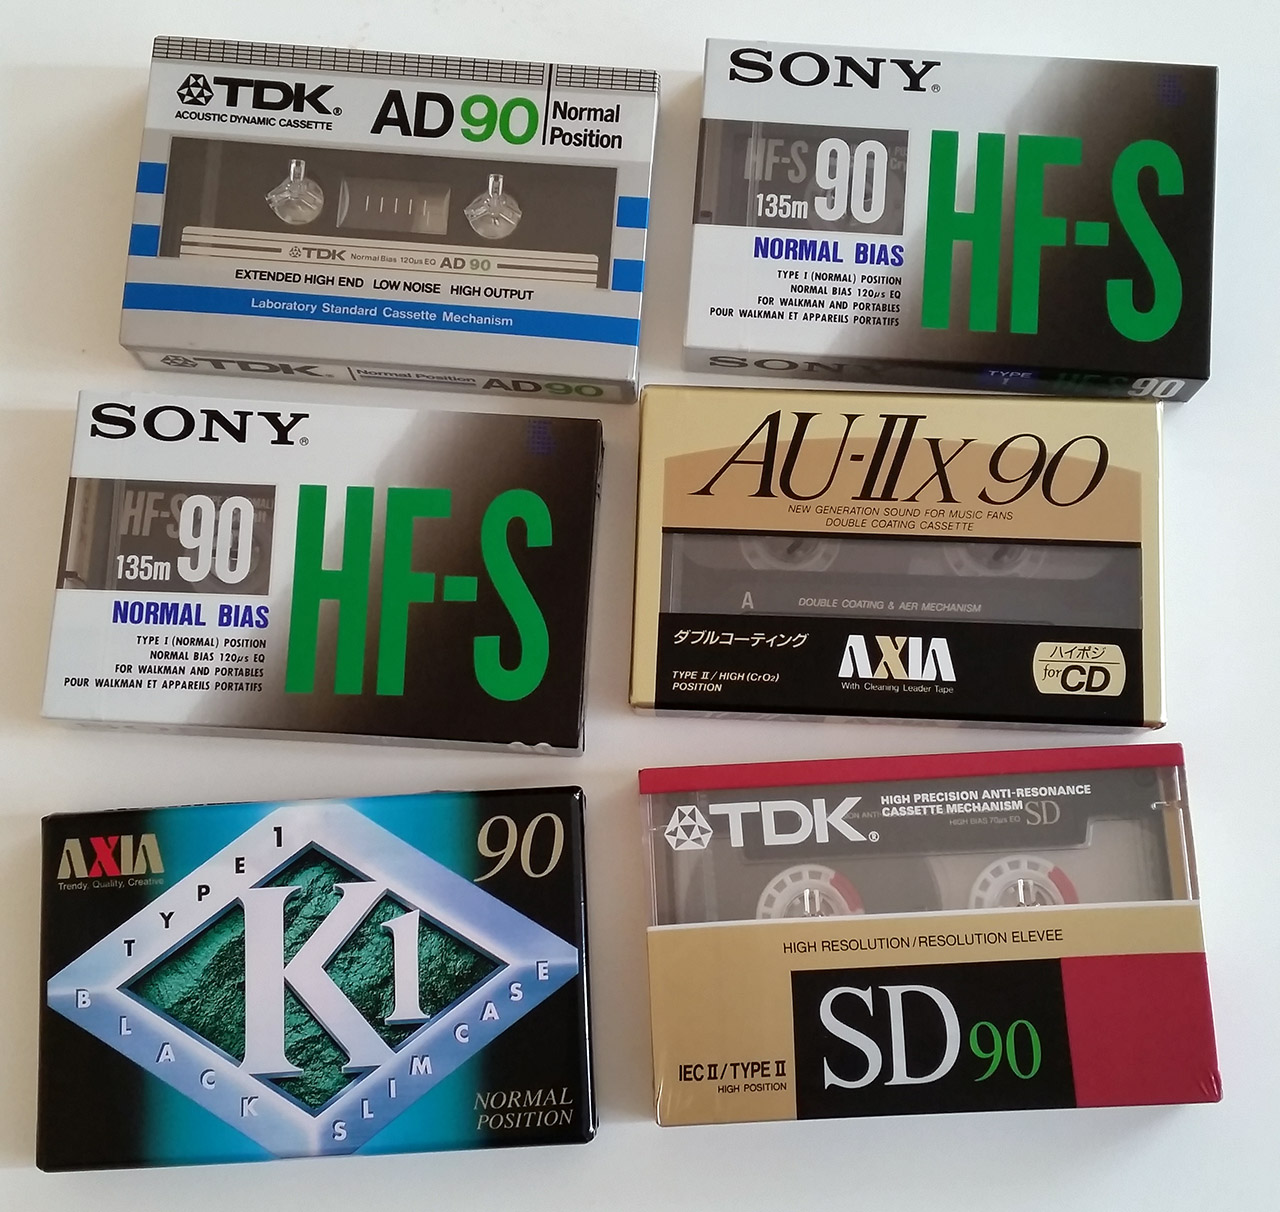 TDK®
ACOUSTIC DYNAMIC CASSETTE
AD90
Normal
Position
TDK Normal Bias 120μs EQ AD 90
EXTENDED HIGH END LOW NOISE HIGH OUTPUT
Laboratory Standard Cassette Mechanism
TDK® Normal Position AD90
SONY®
HF-S
90
135m
HF-S
NORMAL BIAS
TYPE I (NORMAL) POSITION
NORMAL BIAS 120μs EQ
FOR WALKMAN AND PORTABLES
POUR WALKMAN ET APPAREILS PORTATIFS
SONY TYPE I HF-S 90
SONY®
HF-S
90
135m
HF-S
NORMAL BIAS
TYPE I (NORMAL) POSITION
NORMAL BIAS 120μs EQ
FOR WALKMAN AND PORTABLES
POUR WALKMAN ET APPAREILS PORTATIFS
AU-IIx 90
NEW GENERATION SOUND FOR MUSIC FANS
DOUBLE COATING CASSETTE
A DOUBLE COATING & AER MECHANISM
ダブルコーティング
AXIA
With Cleaning Leader Tape
TYPE II/HIGH (CrO2)
POSITION
ハイポジ
for CD
AXIA
Trendy, Quality, Creative
90
TYPE 1
K1
BLACK SLIMCASE
NORMAL
POSITION
TDK®
HIGH PRECISION ANTI-RESONANCE
CASSETTE MECHANISM
HIGH BIAS 70μs EQ SD
HIGH RESOLUTION/RESOLUTION ELEVEE
SD90
IEC II/TYPE II
HIGH POSITION